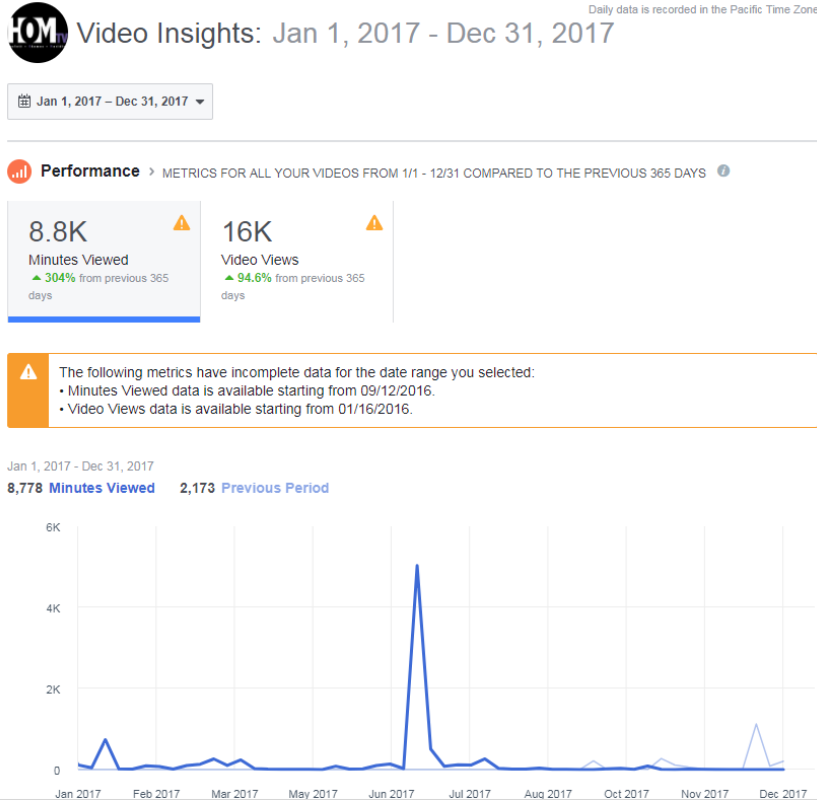 Daily data is recorded in the Pacific Time Zone
HOM TV
Video Insights: Jan 1, 2017 - Dec 31, 2017
Jan 1, 2017 – Dec 31, 2017
Performance > METRICS FOR ALL YOUR VIDEOS FROM 1/1 - 12/31 COMPARED TO THE PREVIOUS 365 DAYS i
8.8K
Minutes Viewed
304% from previous 365
days
16K
Video Views
94.6% from previous 365
days
The following metrics have incomplete data for the date range you selected:
• Minutes Viewed data is available starting from 09/12/2016.
• Video Views data is available starting from 01/16/2016.
Jan 1, 2017 - Dec 31, 2017
8,778 Minutes Viewed 2,173 Previous Period
6K
4K
2K
0
Jan 2017 Feb 2017 Mar 2017 May 2017 Jun 2017 Jul 2017 Aug 2017 Oct 2017 Nov 2017 Dec 2017